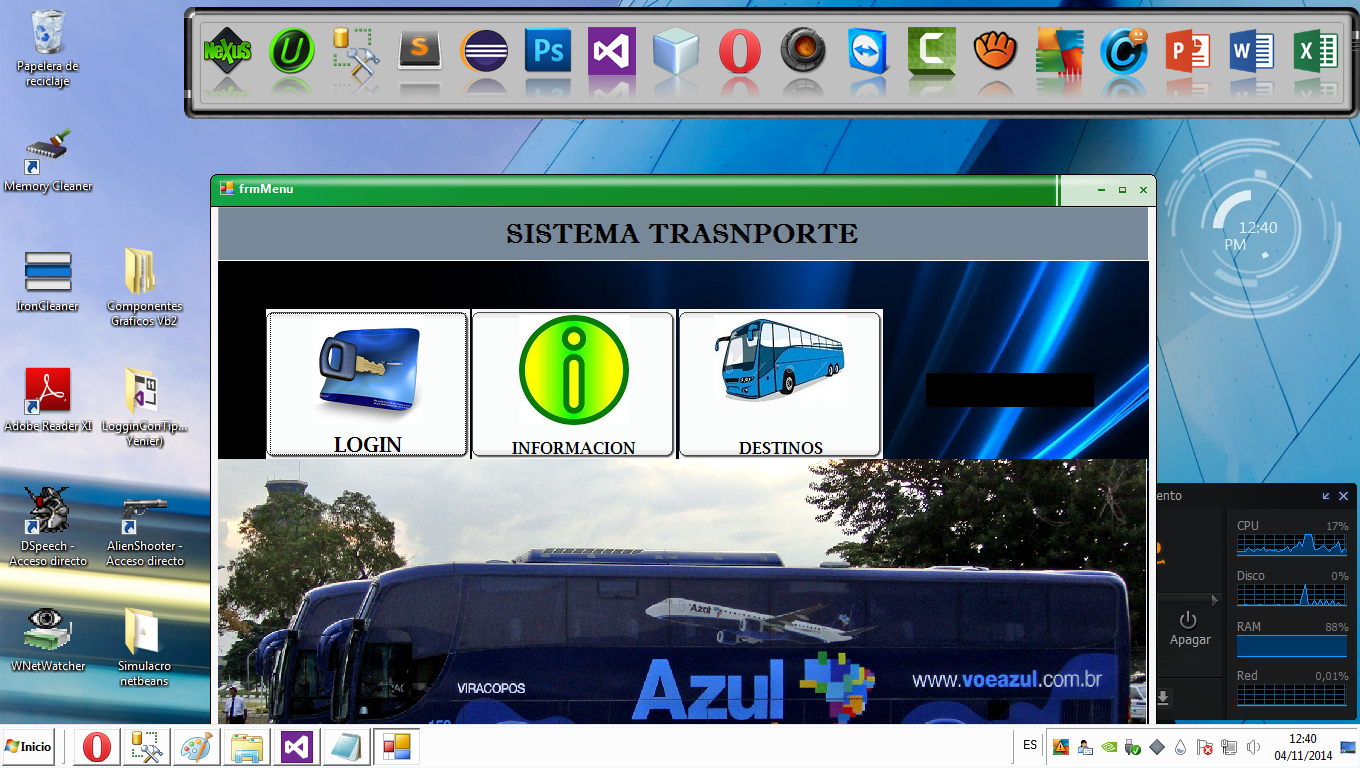 Papelera de
reciclaje
NeXuS
U
S
Ps
C
P
W
X
Memory Cleaner
frmMenu
SISTEMA TRASNPORTE
12:40
PM
IronCleaner
Componentes
Graficos Vb2
LOGIN
INFORMACION
DESTINOS
Adobe Reader XI
LogginConTip...
Yenier)
ento
CPU 17%
Disco 0%
RAM 88%
Red 0,01%
Apagar
DSpeech -
Acceso directo
AlienShooter -
Acceso directo
WNetWatcher
Simulacro
netbeans
Azul
VIRACOPOS
Azul
www.voeazul.com.br
Inicio
ES
12:40
04/11/2014